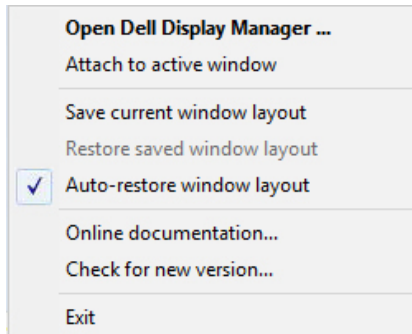 Open Dell Display Manager ...
Attach to active window
Save current window layout
Restore saved window layout
Auto-restore window layout
Online documentation...
Check for new version...
Exit